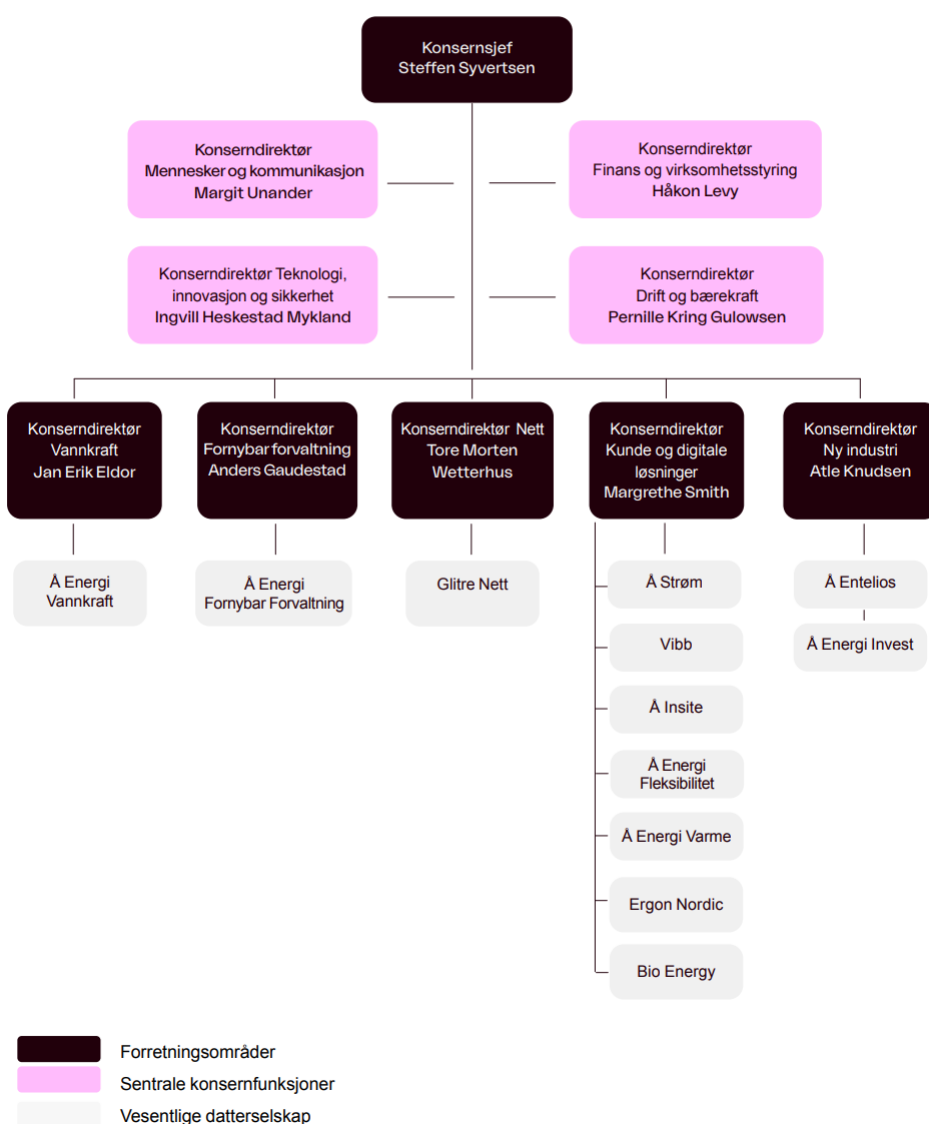 Konsernsjef
Steffen Syvertsen
Konserndirektør
Mennesker og kommunikasjon
Margit Unander
Konserndirektør
Finans og virksomhetsstyring
Håkon Levy
Konserndirektør Teknologi,
innovasjon og sikkerhet
Ingvill Heskestad Mykland
Konserndirektør
Drift og bærekraft
Pernille Kring Gulowsen
Konserndirektør
Vannkraft
Jan Erik Eldor
Konserndirektør
Fornybar forvaltning
Anders Gaudestad
Konserndirektør Nett
Tore Morten
Wetterhus
Konserndirektør
Kunde og digitale
løsninger
Margrethe Smith
Konserndirektør
Ny industri
Atle Knudsen
Å Energi
Vannkraft
Å Energi
Fornybar Forvaltning
Glitre Nett
Å Strøm
Vibb
Å Insite
Å Energi
Fleksibilitet
Å Energi Varme
Ergon Nordic
Bio Energy
Å Entelios
Å Energi Invest
Forretningsområder
Sentrale konsernfunksjoner
Vesentlige datterselskap